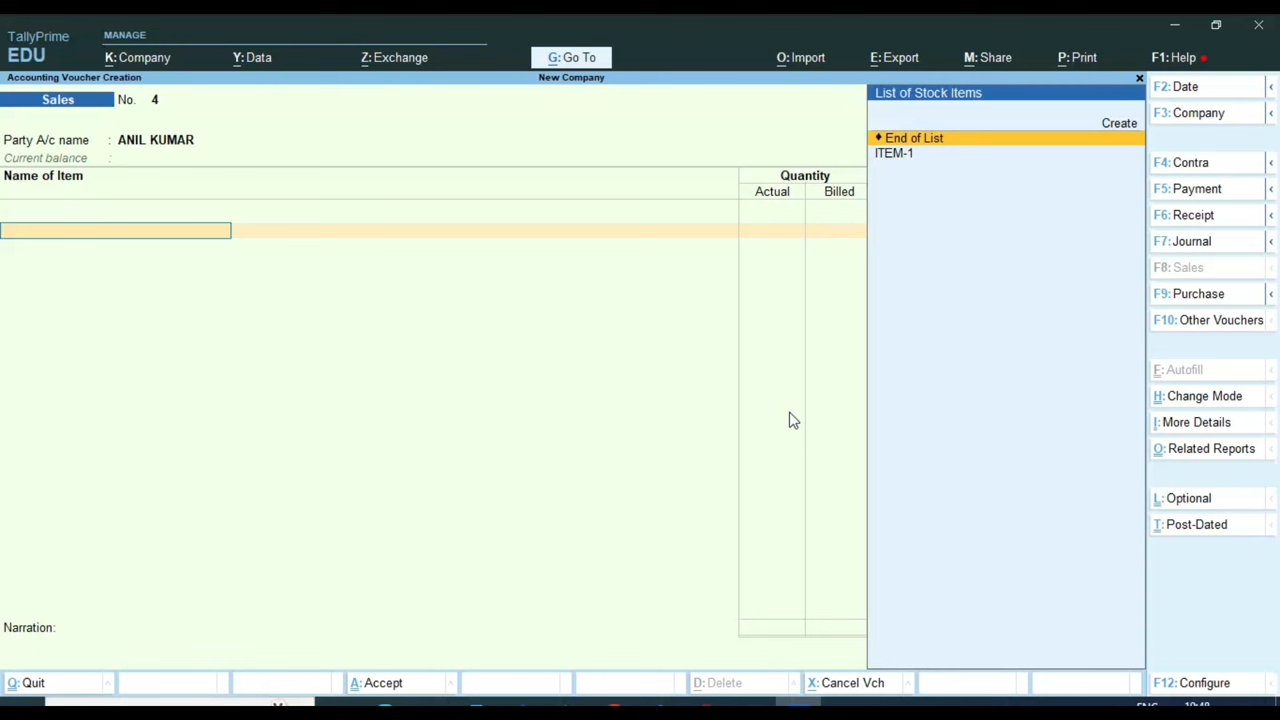 TallyPrime
EDU
MANAGE
K: Company
Y: Data
Z: Exchange
G: Go To
O: Import
E: Export
M: Share
P: Print
F1: Help
Accounting Voucher Creation
New Company
Sales No. 4
Party A/c name : ANIL KUMAR
Current balance :
Name of Item
Quantity
Actual Billed
Narration:
List of Stock Items
Create
♦ End of List
ITEM-1
F2: Date
F3: Company
F4: Contra
F5: Payment
F6: Receipt
F7: Journal
F8: Sales
F9: Purchase
F10: Other Vouchers
F: Autofill
H: Change Mode
I: More Details
O: Related Reports
L: Optional
T: Post-Dated
Q: Quit
A: Accept
D: Delete
X: Cancel Vch
F12: Configure
ENG 10:48